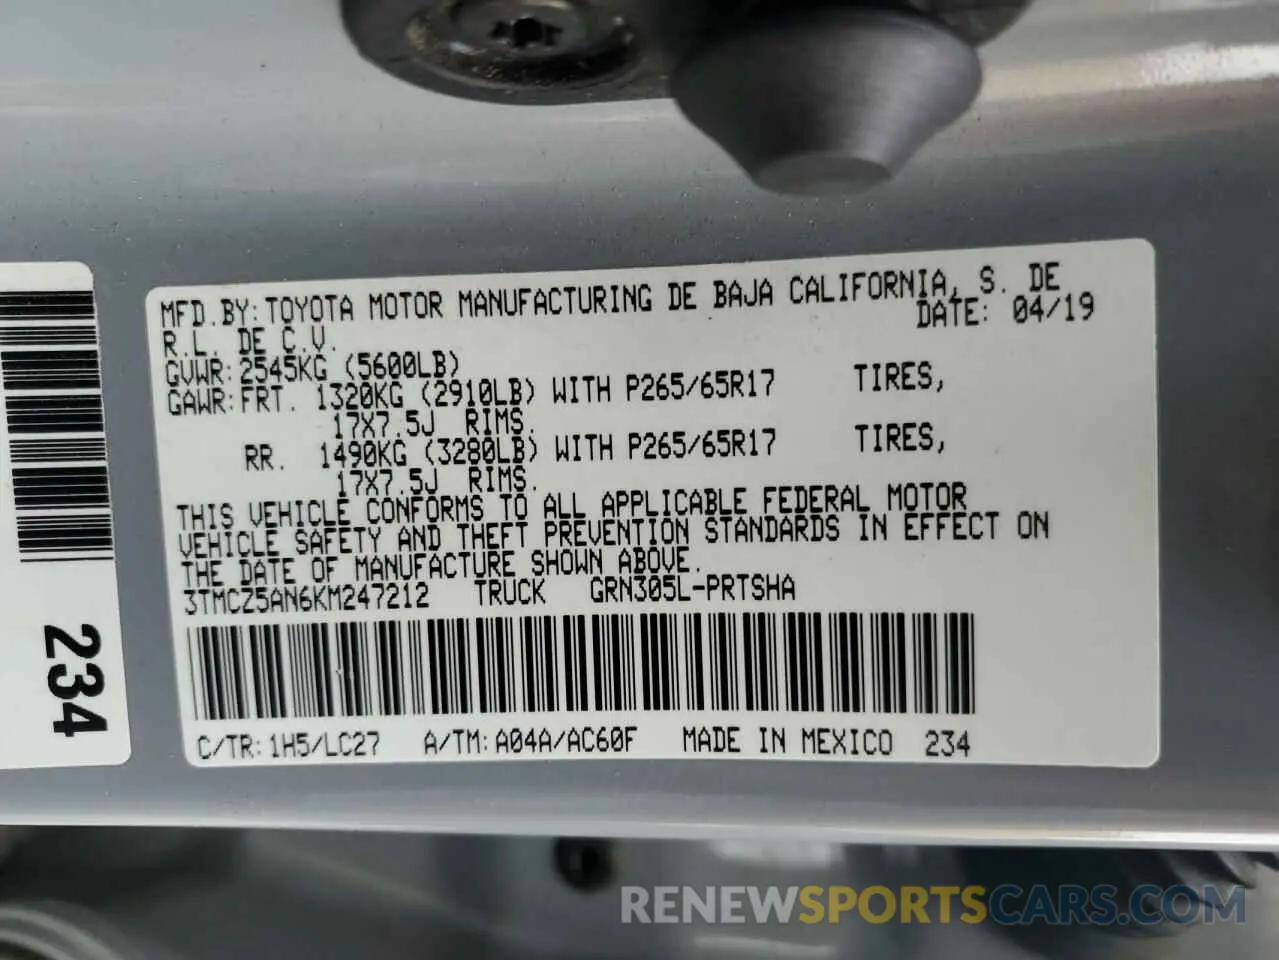 MFD.BY:TOYOTA MOTOR MANUFACTURING DE BAJA CALIFORNIA, S. DE
R.L. DE C.V. DATE: 04/19
GVWR:2545KG (5600LB)
GAWR:FRT. 1320KG (2910LB) WITH P265/65R17 TIRES,
17X7.5J RIMS.
RR. 1490KG (3280LB) WITH P265/65R17 TIRES,
17X7.5J RIMS.
THIS VEHICLE CONFORMS TO ALL APPLICABLE FEDERAL MOTOR
VEHICLE SAFETY AND THEFT PREVENTION STANDARDS IN EFFECT ON
THE DATE OF MANUFACTURE SHOWN ABOVE.
3TMCZ5AN6KM247212 TRUCK GRN305L-PRTSHA
C/TR:1H5/LC27 A/TM:A04A/AC60F MADE IN MEXICO 234
234
RENEWSPORTSCARS.COM